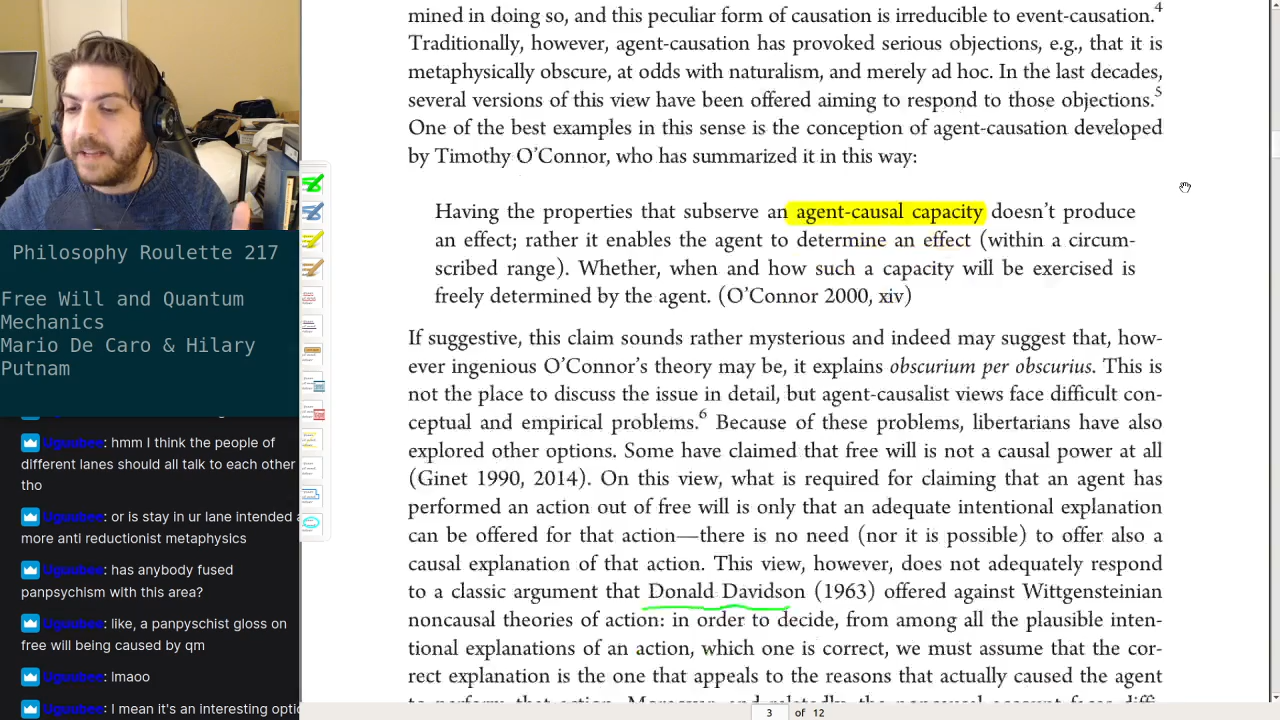 mined in doing so, and this peculiar form of causation is irreducible to event-causation.4
Traditionally, however, agent-causation has provoked serious objections, e.g., that it is
metaphysically obscure, at odds with naturalism, and merely ad hoc. In the last decades,
several versions of this view have been offered aiming to respond to those objections.5
One of the best examples in this sense is the conception of agent-causation developed
by Timothy O'Connor, who has summarized it in this way:
Having the properties that subserve an agent-causal capacity doesn't produce
an effect; rather it enables the agent to determine an effect (within a circum-
scribed range). Whether, when and how such a capacity will be exercised is
freely determined by the agent. (O'Connor 2000, xiv)
If suggestive, this claim sounds rather mysterious and indeed may suggest that, how-
ever ingenious O'Connor's theory may be, it explains obscurium per obscurius. This is
not the place to discuss the issue in detail, but agent-causalist views face difficult con-
ceptual and empirical problems.6 Because of these problems, libertarians have also
explored other options. Some have claimed that free will is not a causal power at all
(Ginet 1990, 2014). On this view, what is required for claiming that an agent has
performed an action out of free will is only that an adequate intentional explanation
can be offered for that action—there is no need (nor it is possible) to offer also a
causal explanation of that action. This view, however, does not adequately respond
to a classic argument that Donald Davidson (1963) offered against Wittgensteinian
noncausal theories of action: in order to decide, from among all the plausible inten-
tional explanations of an action, which one is correct, we must assume that the cor-
rect explanation is the one that appeals to the reasons that actually caused the agent
3 of 12
Philosophy Roulette 217
Free Will and Quantum
Mechanics
Mario De Caro & Hilary
Putnam
Uguubee: hmm I think the people of
different lanes should all talk to each other
tho
Uguubee: or is stay in ur lane intended
more anti reductionist metaphysics
Uguubee: has anybody fused
panpsychism with this area?
Uguubee: like, a panpyschist gloss on
free will being caused by qm
Uguubee: lmaoo
Uguubee: I mean it's an interesting optio